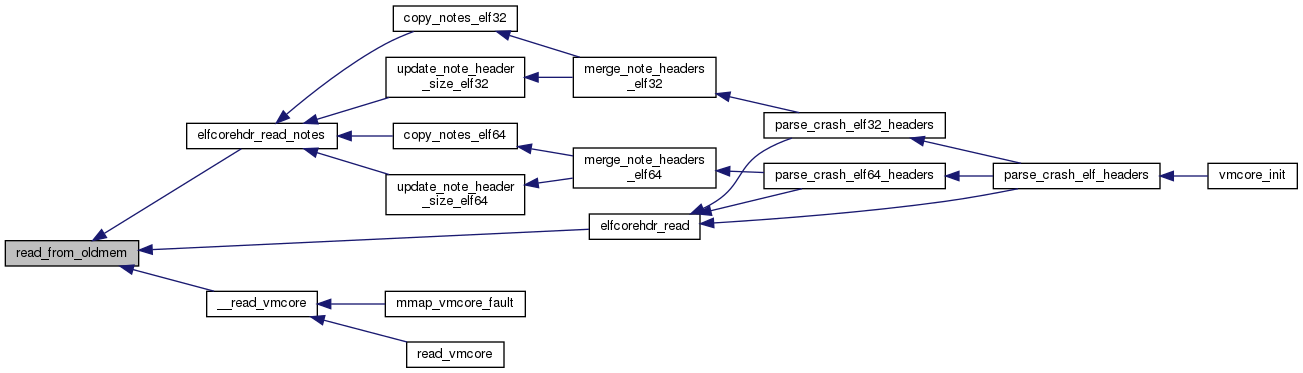 copy_notes_elf32
update_note_header
_size_elf32
merge_note_headers
_elf32
elfcorehdr_read_notes
copy_notes_elf64
parse_crash_elf32_headers
merge_note_headers
_elf64
update_note_header
_size_elf64
parse_crash_elf64_headers
parse_crash_elf_headers
vmcore_init
elfcorehdr_read
read_from_oldmem
__read_vmcore
mmap_vmcore_fault
read_vmcore